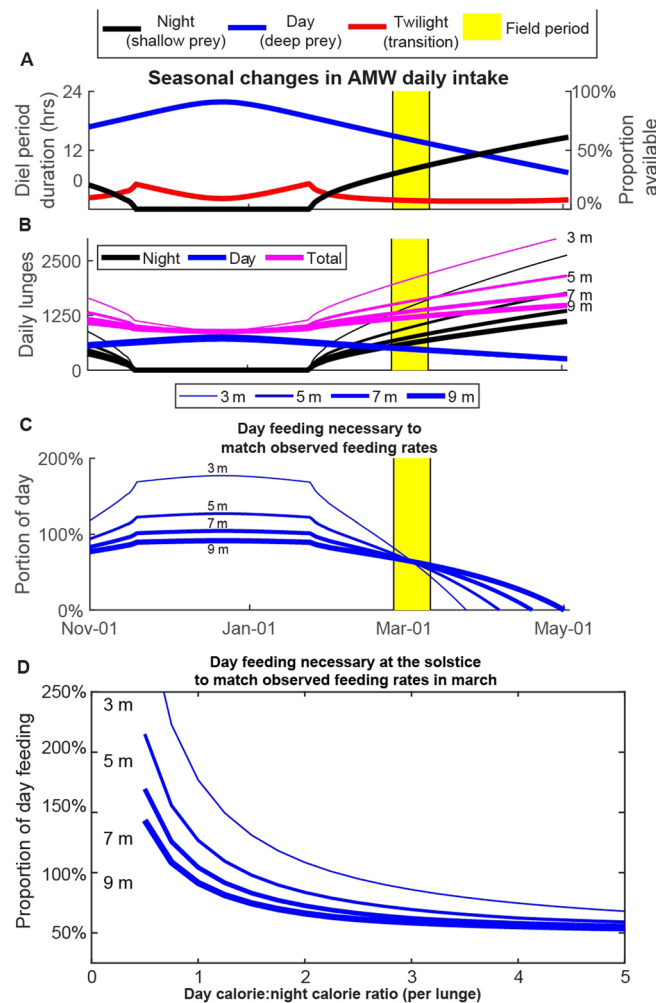 Night
(shallow prey)
Day
(deep prey)
Twilight
(transition)
Field period
A
Seasonal changes in AMW daily intake
24
12
0
Diel period
duration (hrs)
100%
50%
0%
Proportion
available
B
2500
1250
0
Daily lunges
Night
Day
Total
3 m
5 m
7 m
9 m
3 m
5 m
7 m
9 m
C
Day feeding necessary to
match observed feeding rates
200%
100%
0%
Portion of day
3 m
5 m
7 m
9 m
Nov-01
Jan-01
Mar-01
May-01
D
Day feeding necessary at the solstice
to match observed feeding rates in march
250%
200%
150%
100%
50%
Proportion of day feeding
3 m
5 m
7 m
9 m
0
1
2
3
4
5
Day calorie:night calorie ratio (per lunge)